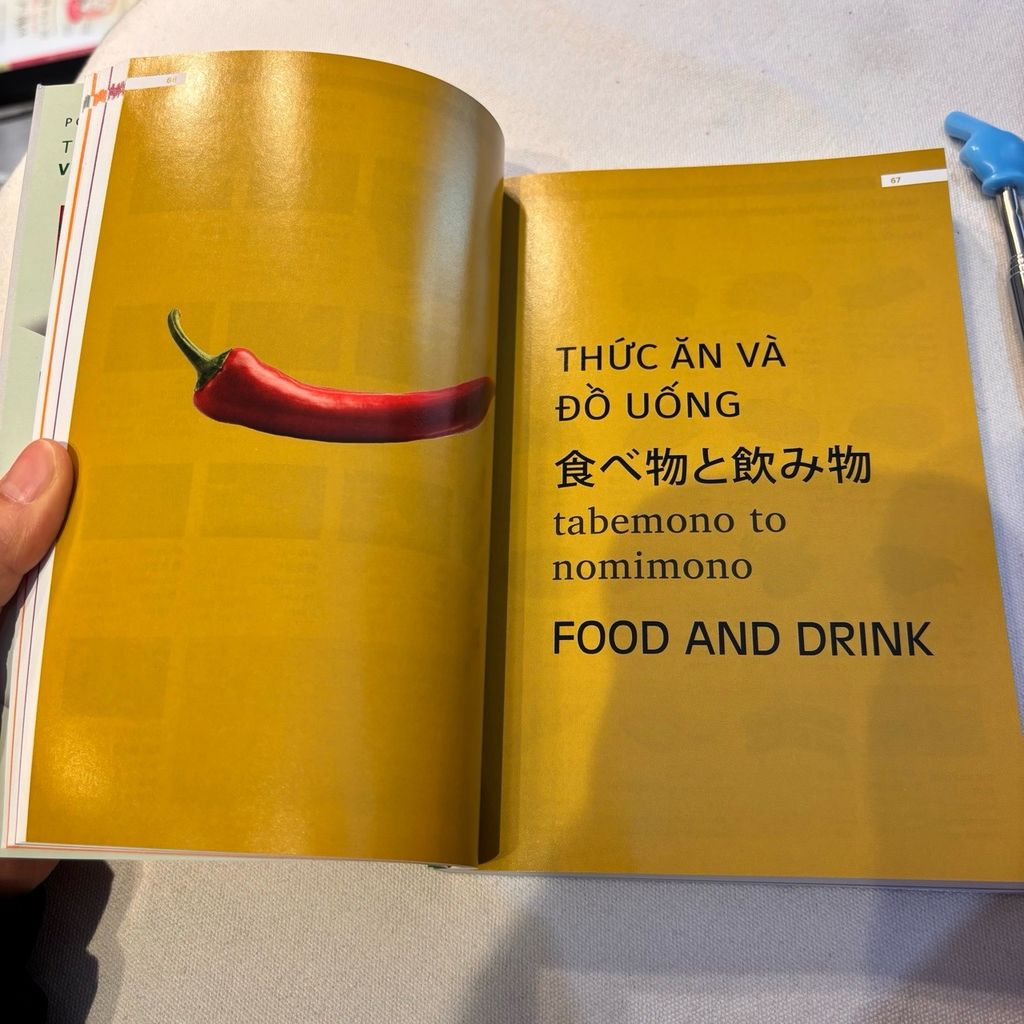 66
67
THỨC ĂN VÀ
ĐỒ UỐNG
食べ物と飲み物
tabemono to
nomimono
FOOD AND DRINK